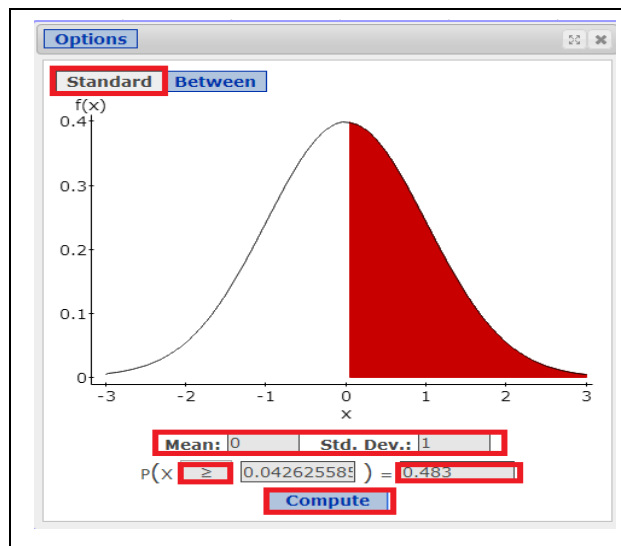 Options
Standard Between
f(x)
0.4
0.3
0.2
0.1
0
-3 -2 -1 0 1 2 3
x
Mean: 0 Std. Dev.: 1
P(x ≥ 0.042625585 ) = 0.483
Compute